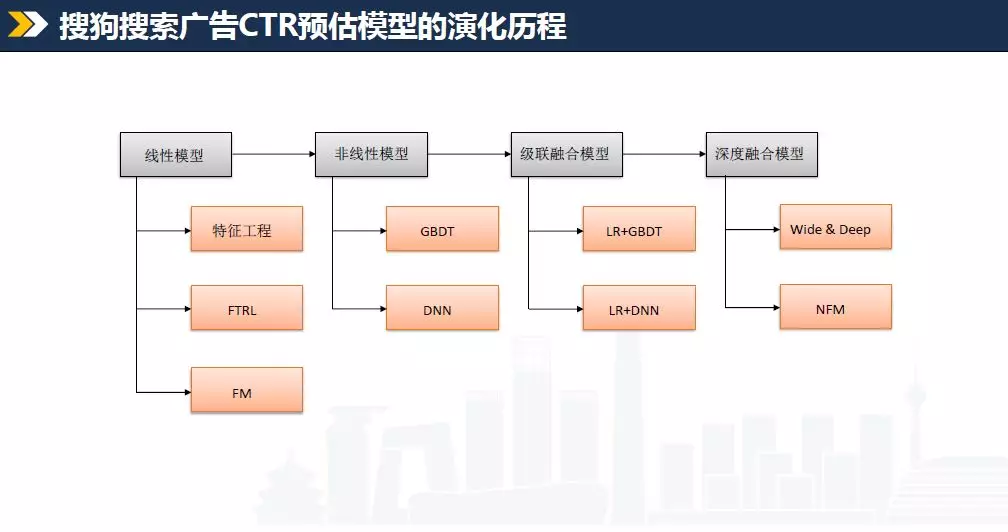 搜狗搜索广告CTR预估模型的演化历程
线性模型
非线性模型
级联融合模型
深度融合模型
特征工程
GBDT
LR+GBDT
Wide & Deep
FTRL
DNN
LR+DNN
NFM
FM